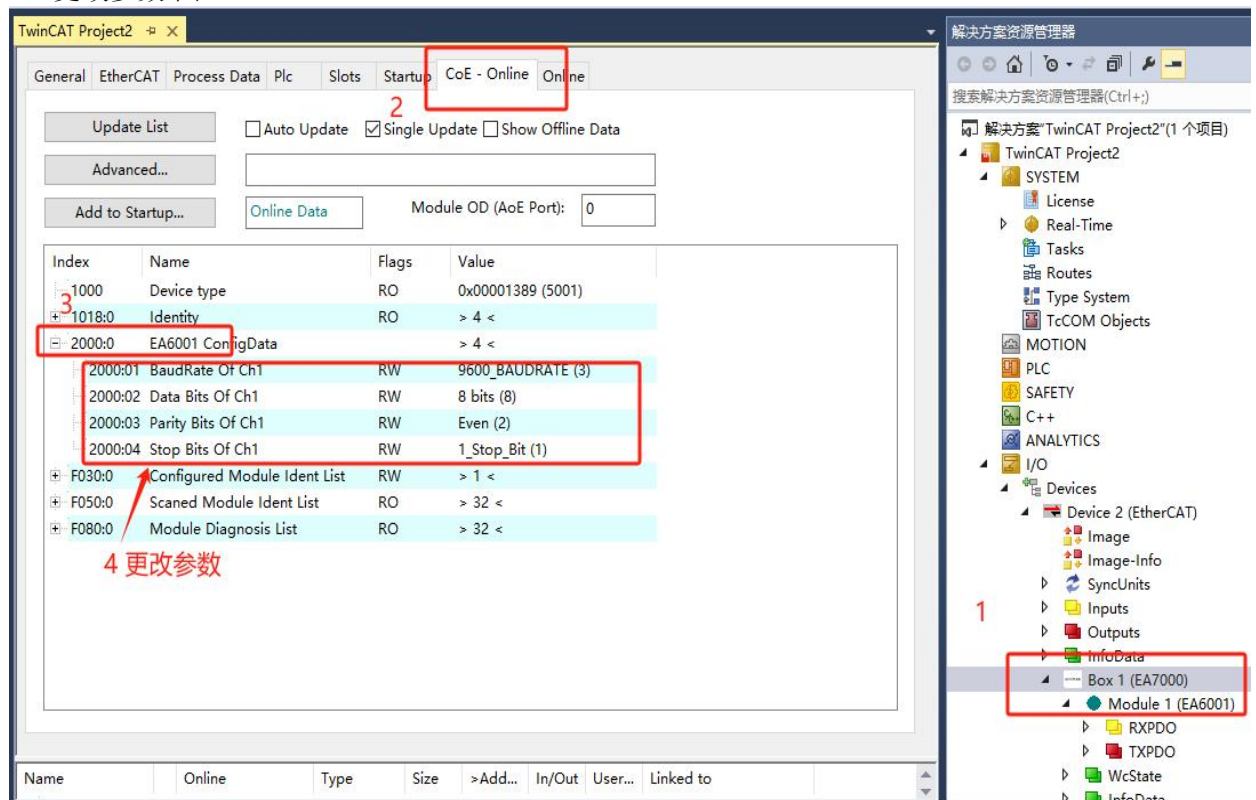 TwinCAT Project2
General EtherCAT Process Data Plc Slots Startup CoE - Online Online
2
Update List Auto Update Single Update Show Offline Data
Advanced...
Add to Startup... Online Data Module OD (AoE Port): 0
Index Name Flags Value
1000 Device type RO 0x00001389 (5001)
3
1018:0 Identity RO > 4 <
2000:0 EA6001 ConfigData > 4 <
2000:01 BaudRate Of Ch1 RW 9600_BAUDRATE (3)
2000:02 Data Bits Of Ch1 RW 8 bits (8)
2000:03 Parity Bits Of Ch1 RW Even (2)
2000:04 Stop Bits Of Ch1 RW 1_Stop_Bit (1)
F030:0 Configured Module Ident List RW > 1 <
F050:0 Scaned Module Ident List RO > 32 <
F080:0 Module Diagnosis List RO > 32 <
4 更改参数
Name Online Type Size >Add... In/Out User... Linked to
解决方案资源管理器
搜索解决方案资源管理器(Ctrl+;)
解决方案"TwinCAT Project2"(1 个项目)
TwinCAT Project2
SYSTEM
License
Real-Time
Tasks
Routes
Type System
TcCOM Objects
MOTION
PLC
SAFETY
C++
ANALYTICS
I/O
Devices
Device 2 (EtherCAT)
Image
Image-Info
SyncUnits
1
Inputs
Outputs
InfoData
Box 1 (EA7000)
Module 1 (EA6001)
RXPDO
TXPDO
WcState
InfoData